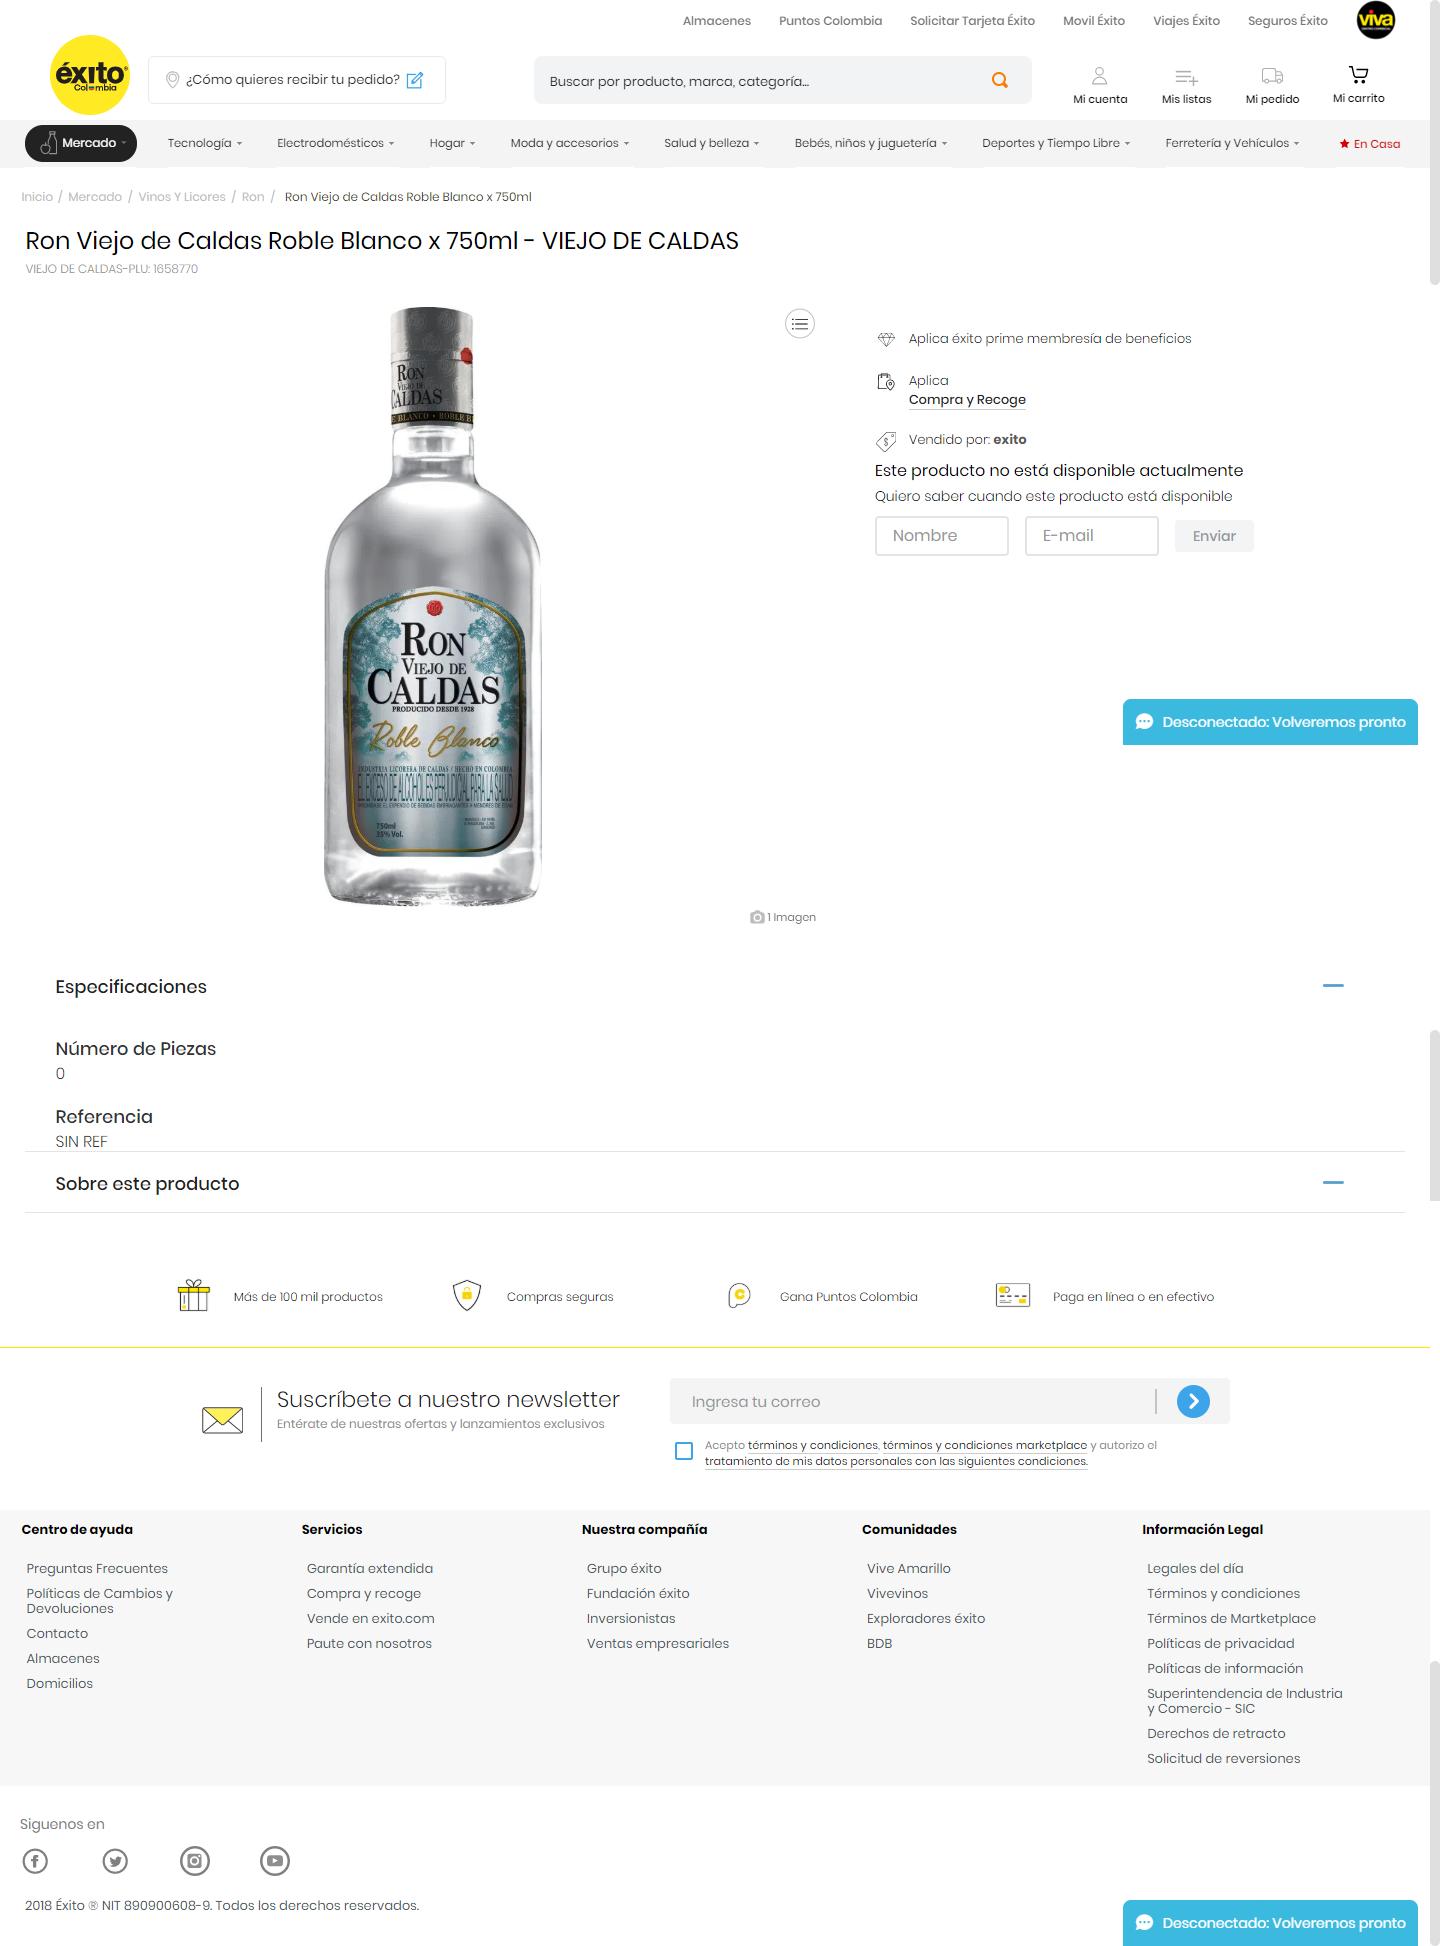 Almacenes
Puntos Colombia
Solicitar Tarjeta Éxito
Movil Éxito
Viajes Éxito
Seguros Éxito
viva
éxito
Colombia
¿Cómo quieres recibir tu pedido?
Buscar por producto, marca, categoría...
Mi cuenta
Mis listas
Mi pedido
Mi carrito
Mercado
Tecnología
Electrodomésticos
Hogar
Moda y accesorios
Salud y belleza
Bebés, niños y juguetería
Deportes y Tiempo Libre
Ferretería y Vehículos
En Casa
Inicio / Mercado / Vinos Y Licores / Ron / Ron Viejo de Caldas Roble Blanco x 750ml
Ron Viejo de Caldas Roble Blanco x 750ml - VIEJO DE CALDAS
VIEJO DE CALDAS-PLU: 1658770
RON
VIEJO DE
CALDAS
E BLANCO • ROBLE B
RON
VIEJO DE
CALDAS
PRODUCIDO DESDE 1928
Roble Blanco
INDUSTRIA LICORERA DE CALDAS / HECHO EN COLOMBIA
EL EXCESO DE ALCOHOL ES PERJUDICIAL PARA LA SALUD
PROHÍBASE EL EXPENDIO DE BEBIDAS EMBRIAGANTES A MENORES DE EDAD
750ml
35% Vol.
1 Imagen
Aplica éxito prime membresía de beneficios
Aplica
Compra y Recoge
Vendido por: exito
Este producto no está disponible actualmente
Quiero saber cuando este producto está disponible
Nombre
E-mail
Enviar
Desconectado: Volveremos pronto
Especificaciones
Número de Piezas
0
Referencia
SIN REF
Sobre este producto
Más de 100 mil productos
Compras seguras
Gana Puntos Colombia
Paga en línea o en efectivo
Suscríbete a nuestro newsletter
Entérate de nuestras ofertas y lanzamientos exclusivos
Ingresa tu correo
Acepto términos y condiciones, términos y condiciones marketplace y autorizo el
tratamiento de mis datos personales con las siguientes condiciones.
Centro de ayuda
Preguntas Frecuentes
Políticas de Cambios y
Devoluciones
Contacto
Almacenes
Domicilios
Servicios
Garantía extendida
Compra y recoge
Vende en exito.com
Paute con nosotros
Nuestra compañía
Grupo éxito
Fundación éxito
Inversionistas
Ventas empresariales
Comunidades
Vive Amarillo
Vivevinos
Exploradores éxito
BDB
Información Legal
Legales del día
Términos y condiciones
Términos de Martketplace
Políticas de privacidad
Políticas de información
Superintendencia de Industria
y Comercio - SIC
Derechos de retracto
Solicitud de reversiones
Siguenos en
2018 Éxito ® NIT 890900608-9. Todos los derechos reservados.
Desconectado: Volveremos pronto